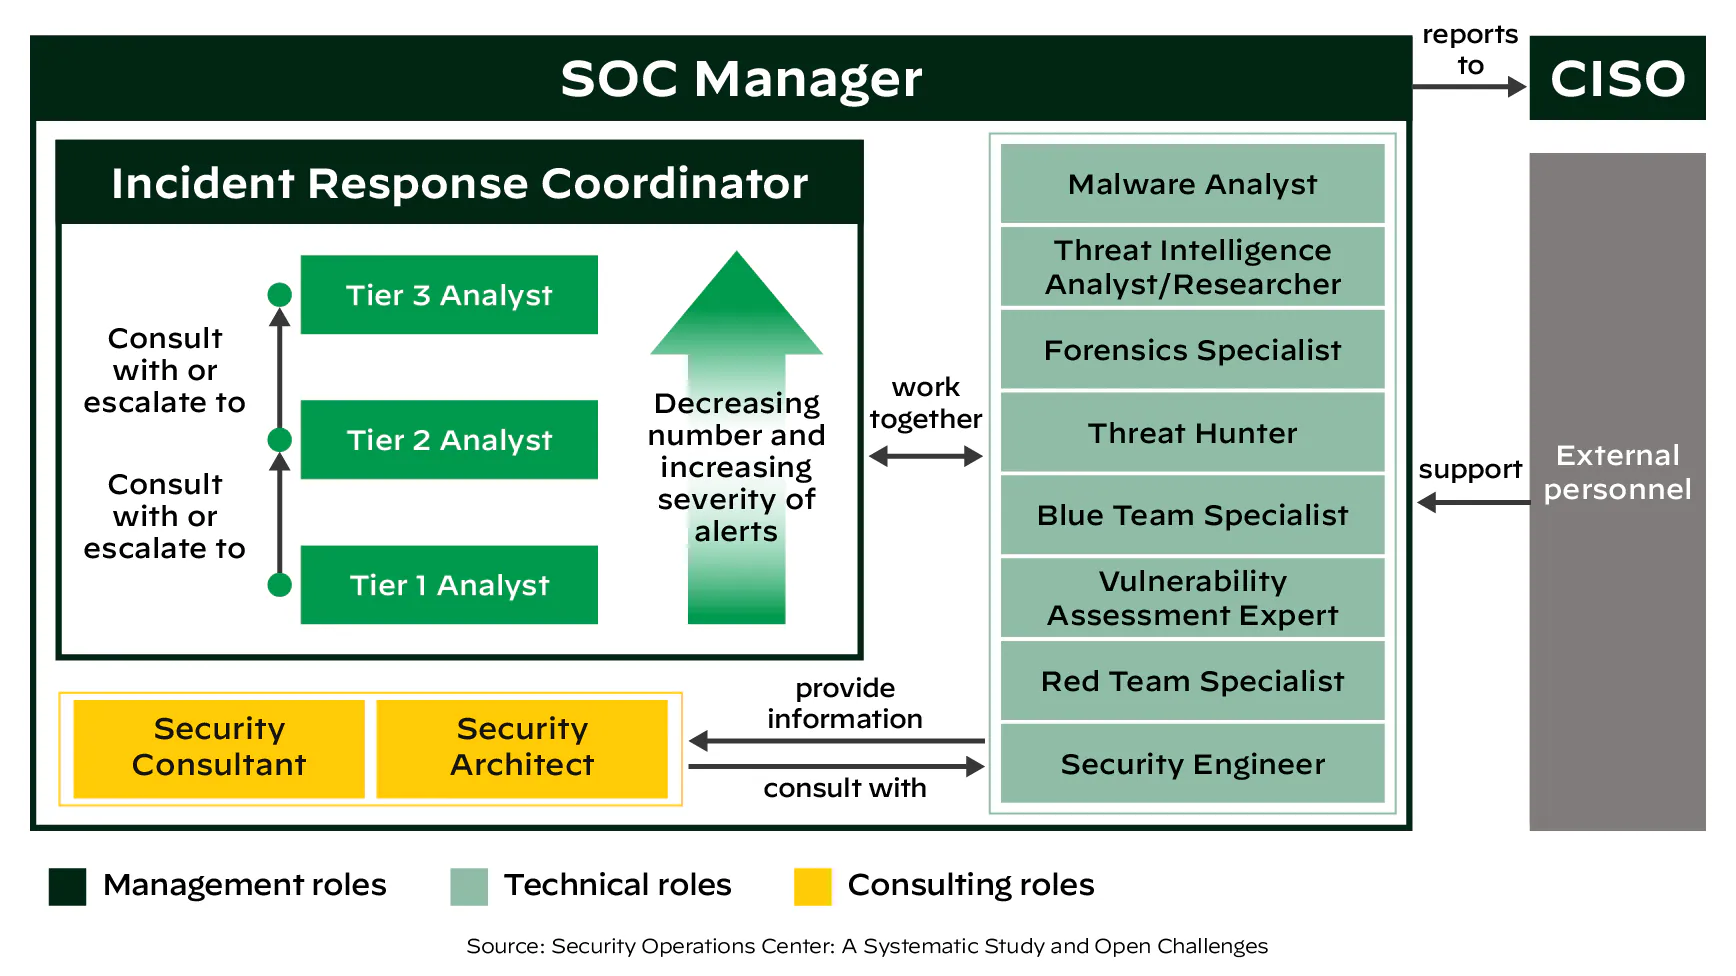 SOC Manager
reports
to
CISO
Incident Response Coordinator
Tier 3 Analyst
Consult
with or
escalate to
Tier 2 Analyst
Consult
with or
escalate to
Tier 1 Analyst
Decreasing
number and
increasing
severity of
alerts
work
together
Malware Analyst
Threat Intelligence
Analyst/Researcher
Forensics Specialist
Threat Hunter
Blue Team Specialist
Vulnerability
Assessment Expert
Red Team Specialist
Security Engineer
support
External
personnel
Security
Consultant
Security
Architect
provide
information
consult with
Management roles
Technical roles
Consulting roles
Source: Security Operations Center: A Systematic Study and Open Challenges